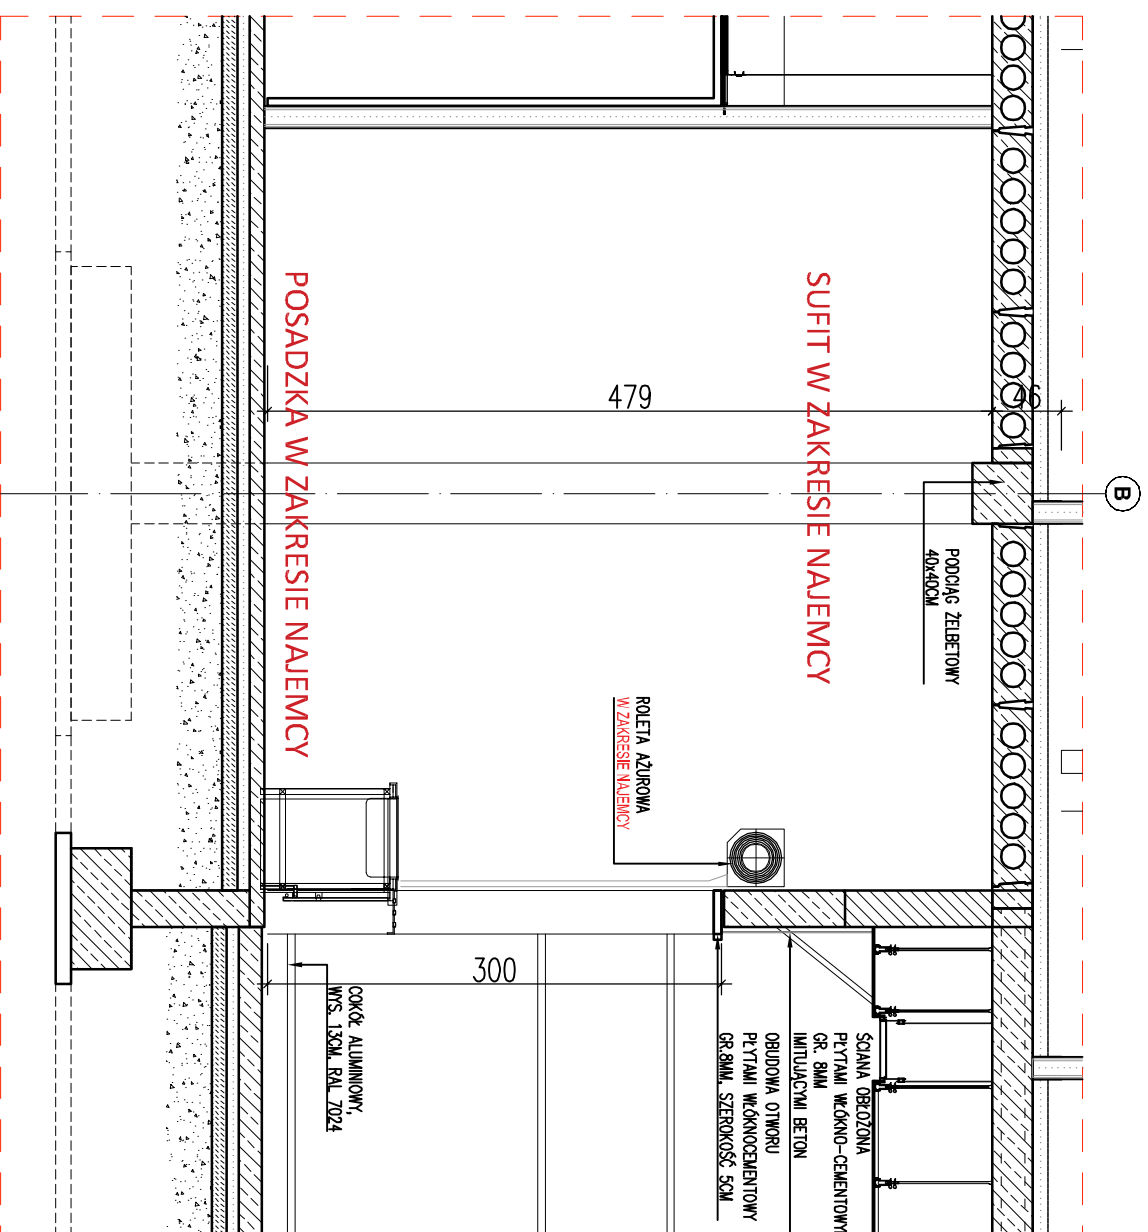 B
46
479
SUFIT W ZAKRESIE NAJEMCY
POSADZKA W ZAKRESIE NAJEMCY
PODCIĄG ŻELBETOWY
40x40CM
ROLETA AŻUROWA
W ZAKRESIE NAJEMCY
300
ŚCIANA OBŁOŻONA
PŁYTAMI WŁÓKNO-CEMENTOWY
GR. 8MM
IMITUJĄCYMI BETON
OBUDOWA OTWORU
PŁYTAMI WŁÓKNOCEMENTOWY
GR.8MM, SZEROKOŚĆ 5CM
COKÓŁ ALUMINIOWY,
WYS. 13CM, RAL 7024